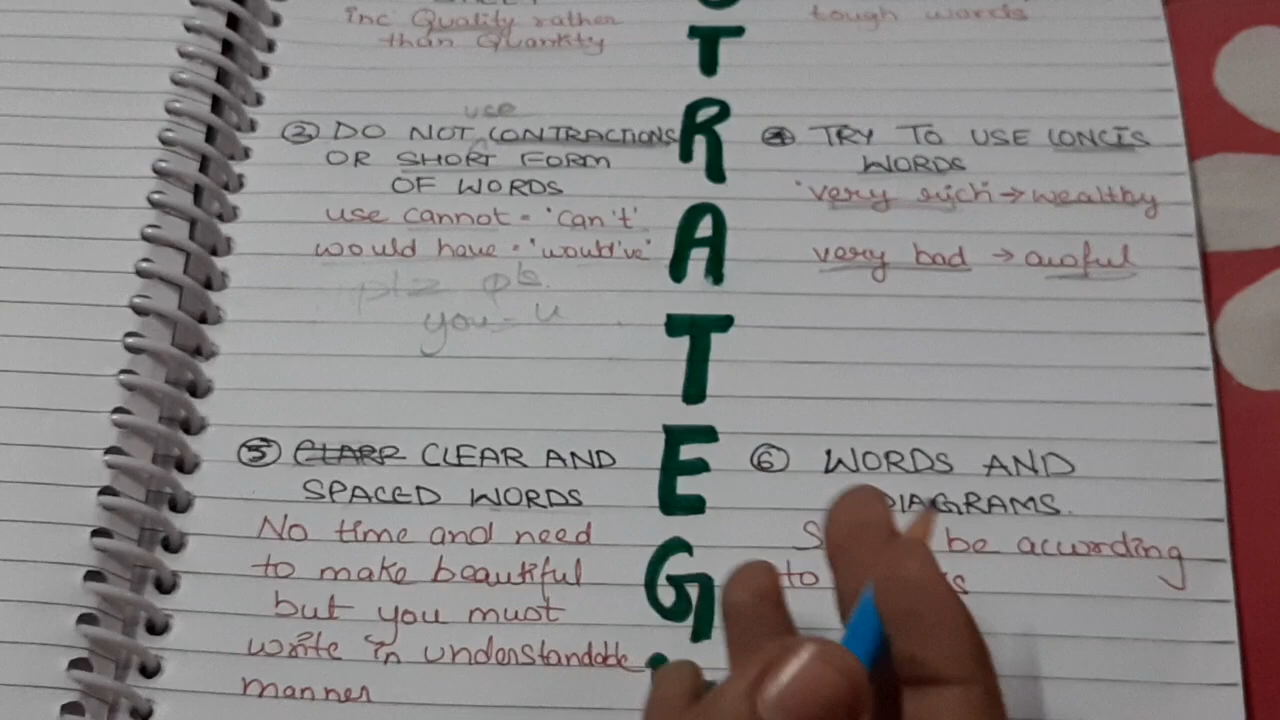 inc Quality rather
than Quantity
tough words
TRATEG
use
③ DO NOT CONTRACTIONS
OR SHORT FORM
OF WORDS
use cannot = 'can't'
would have = 'would've'
plz
you = u
④ TRY TO USE CONCIS
WORDS
'very rich → wealthy
very bad → awful
⑤ CLEAR AND
SPACED WORDS
No time and need
to make beautiful
but you must
write in understandable
manner
⑥ WORDS AND
DIAGRAMS.
be according
to